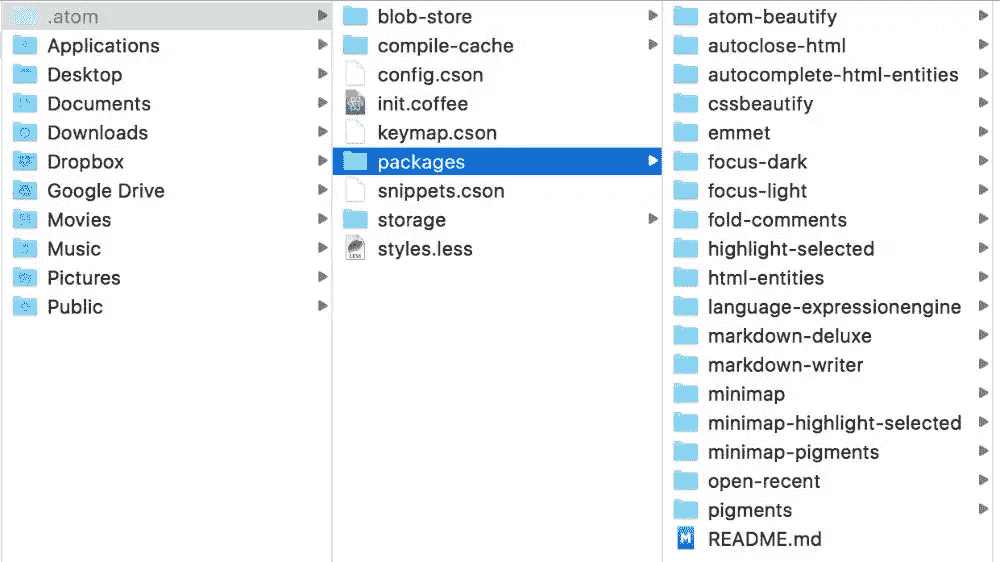 .atom
Applications
Desktop
Documents
Downloads
Dropbox
Google Drive
Movies
Music
Pictures
Public
blob-store
compile-cache
config.cson
init.coffee
keymap.cson
packages
snippets.cson
storage
styles.less
LESS
atom-beautify
autoclose-html
autocomplete-html-entities
cssbeautify
emmet
focus-dark
focus-light
fold-comments
highlight-selected
html-entities
language-expressionengine
markdown-deluxe
markdown-writer
minimap
minimap-highlight-selected
minimap-pigments
open-recent
pigments
README.md